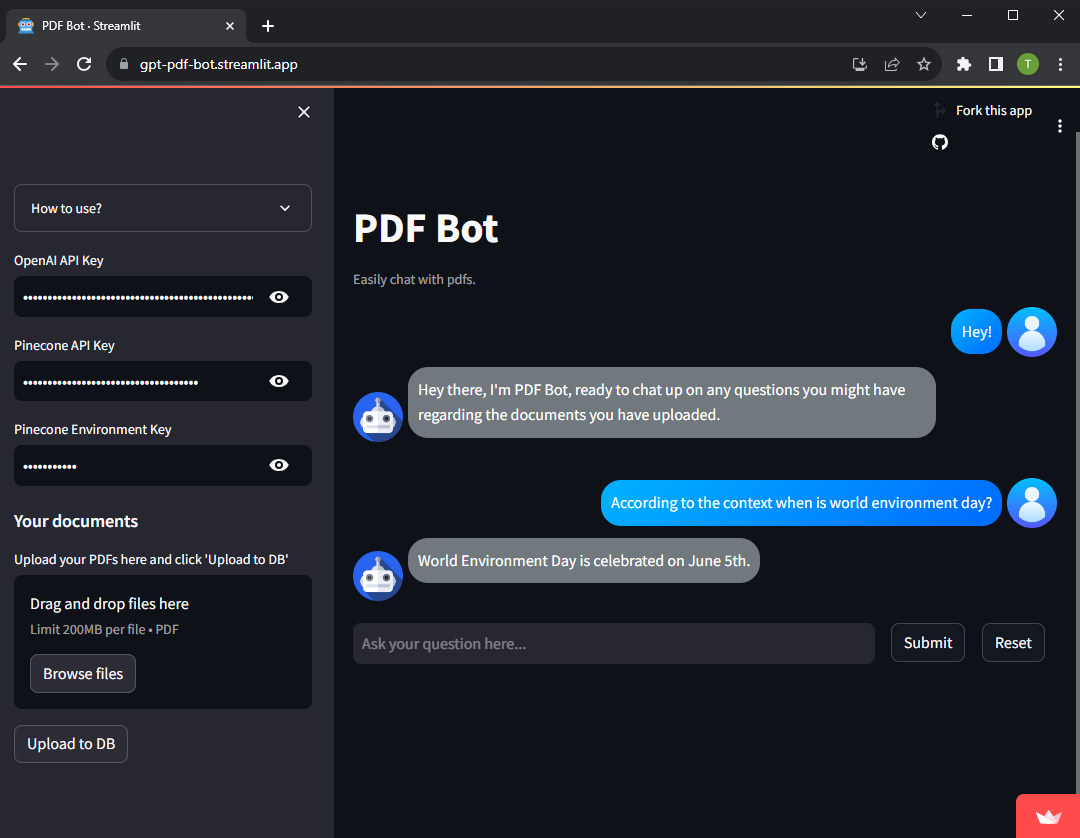 PDF Bot · Streamlit
gpt-pdf-bot.streamlit.app
T
Fork this app
How to use?
OpenAI API Key
Pinecone API Key
Pinecone Environment Key
Your documents
Upload your PDFs here and click 'Upload to DB'
Drag and drop files here
Limit 200MB per file • PDF
Browse files
Upload to DB
PDF Bot
Easily chat with pdfs.
Hey!
Hey there, I'm PDF Bot, ready to chat up on any questions you might have
regarding the documents you have uploaded.
According to the context when is world environment day?
World Environment Day is celebrated on June 5th.
Ask your question here...
Submit
Reset